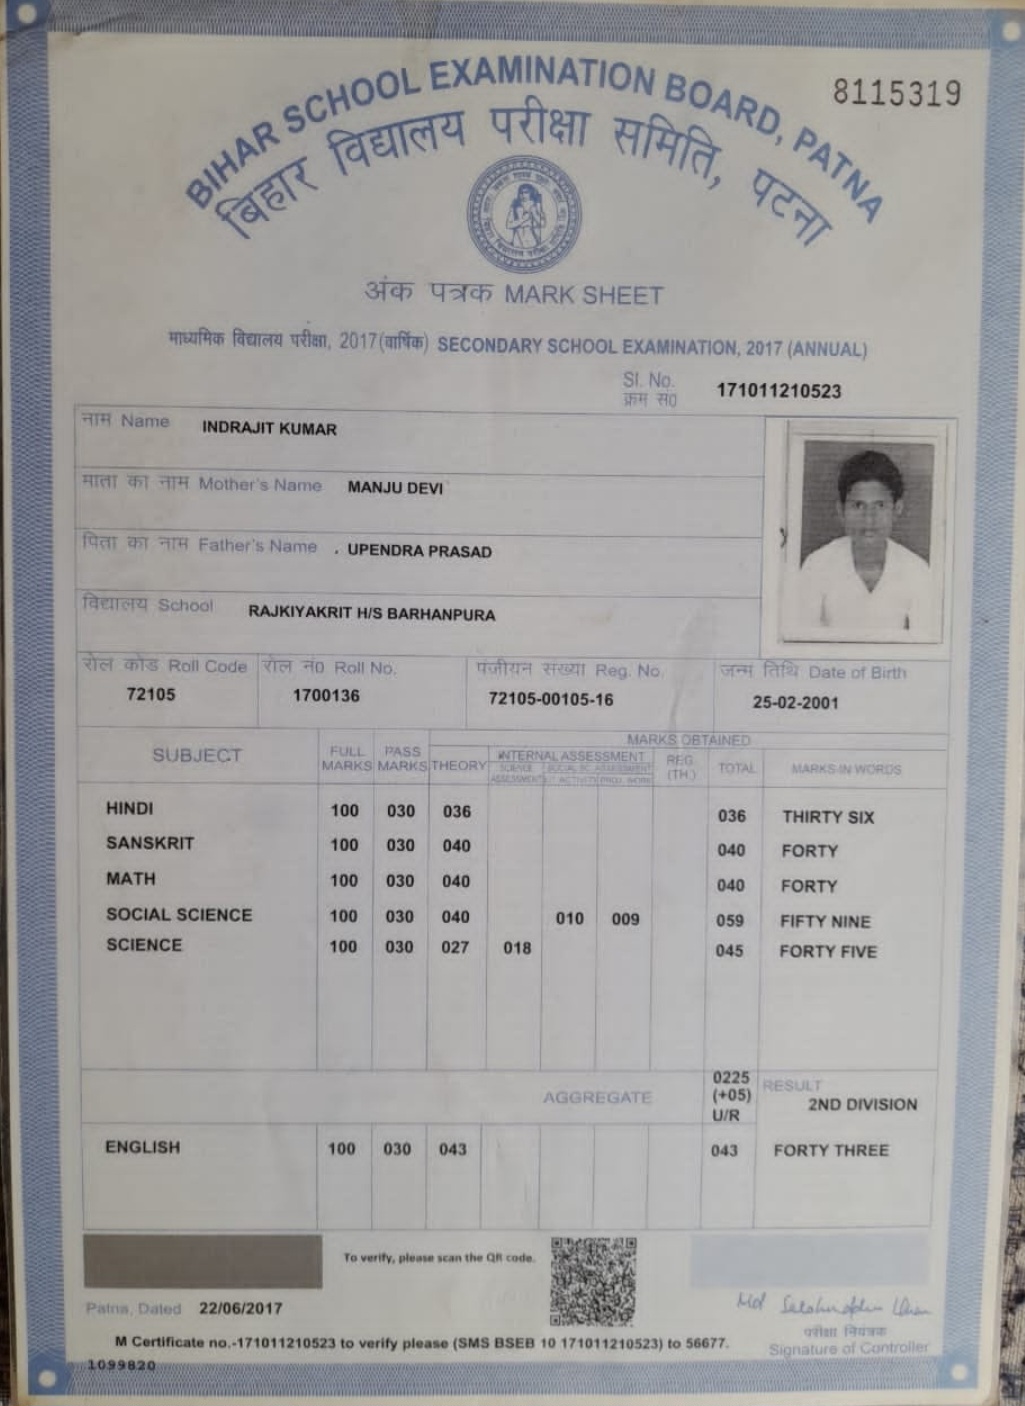 8115319
BIHAR SCHOOL EXAMINATION BOARD, PATNA
बिहार विद्यालय परीक्षा समिति, पटना
अंक पत्रक MARK SHEET
माध्यमिक विद्यालय परीक्षा, 2017(वार्षिक) SECONDARY SCHOOL EXAMINATION, 2017 (ANNUAL)
Sl. No. 171011210523
क्रम सं0
नाम Name INDRAJIT KUMAR
माता का नाम Mother's Name MANJU DEVI
पिता का नाम Father's Name . UPENDRA PRASAD
विद्यालय School RAJKIYAKRIT H/S BARHANPURA
रोल कोड Roll Code रोल नं0 Roll No. पंजीयन संख्या Reg. No. जन्म तिथि Date of Birth
72105 1700136 72105-00105-16 25-02-2001
MARKS OBTAINED
SUBJECT FULL MARKS PASS MARKS THEORY INTERNAL ASSESSMENT REG. (TH.) TOTAL MARKS-IN WORDS
SCIENCE ASSESSMENT
HINDI 100 030 036 036 THIRTY SIX
SANSKRIT 100 030 040 040 FORTY
MATH 100 030 040 040 FORTY
SOCIAL SCIENCE 100 030 040 010 009 059 FIFTY NINE
SCIENCE 100 030 027 018 045 FORTY FIVE
AGGREGATE 0225 (+05) U/R RESULT 2ND DIVISION
ENGLISH 100 030 043 043 FORTY THREE
To verify, please scan the QR code.
Patna, Dated 22/06/2017
परीक्षा नियंत्रक
Signature of Controller
M Certificate no.-171011210523 to verify please (SMS BSEB 10 171011210523) to 56677.
1099820